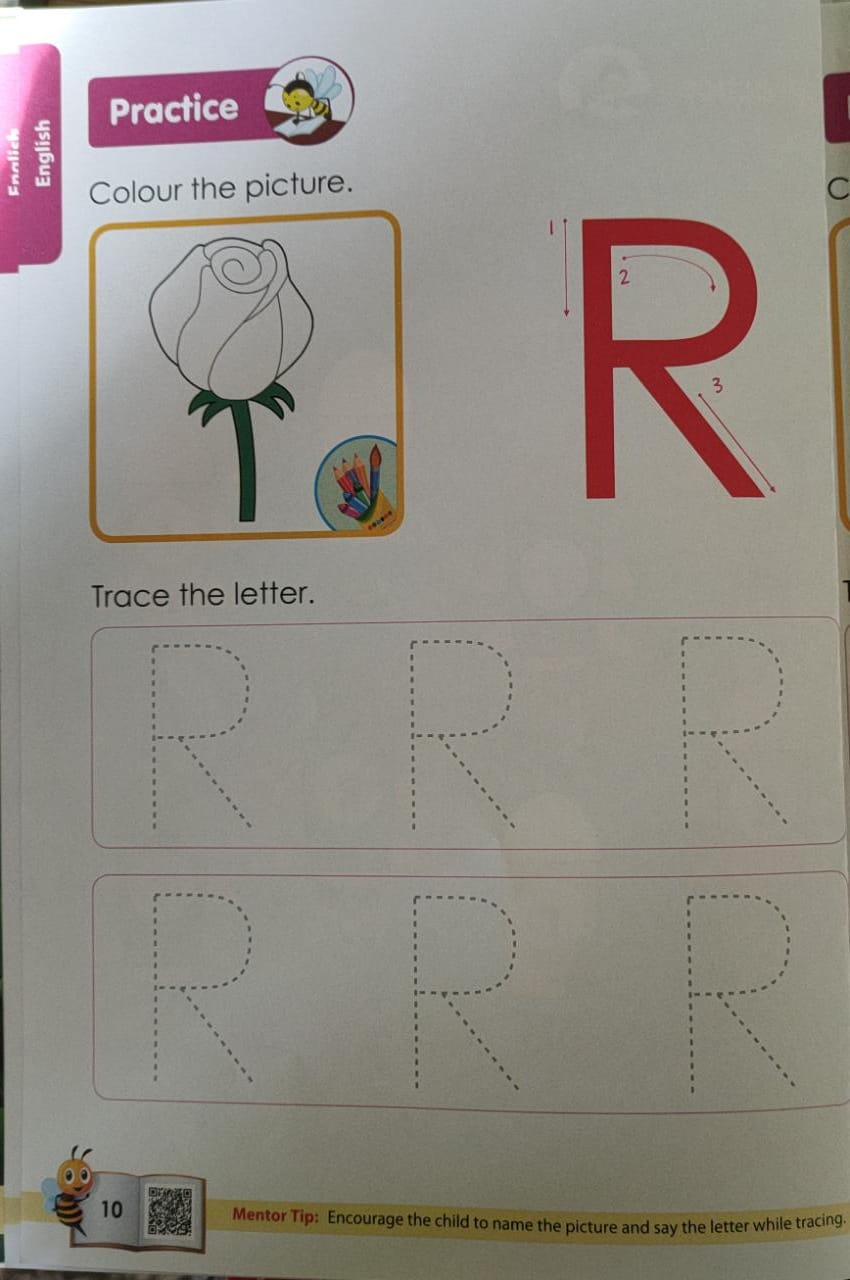 English
English
Practice
Colour the picture.
1
2
3
R
Trace the letter.
R R R
R R R
10
Mentor Tip: Encourage the child to name the picture and say the letter while tracing.